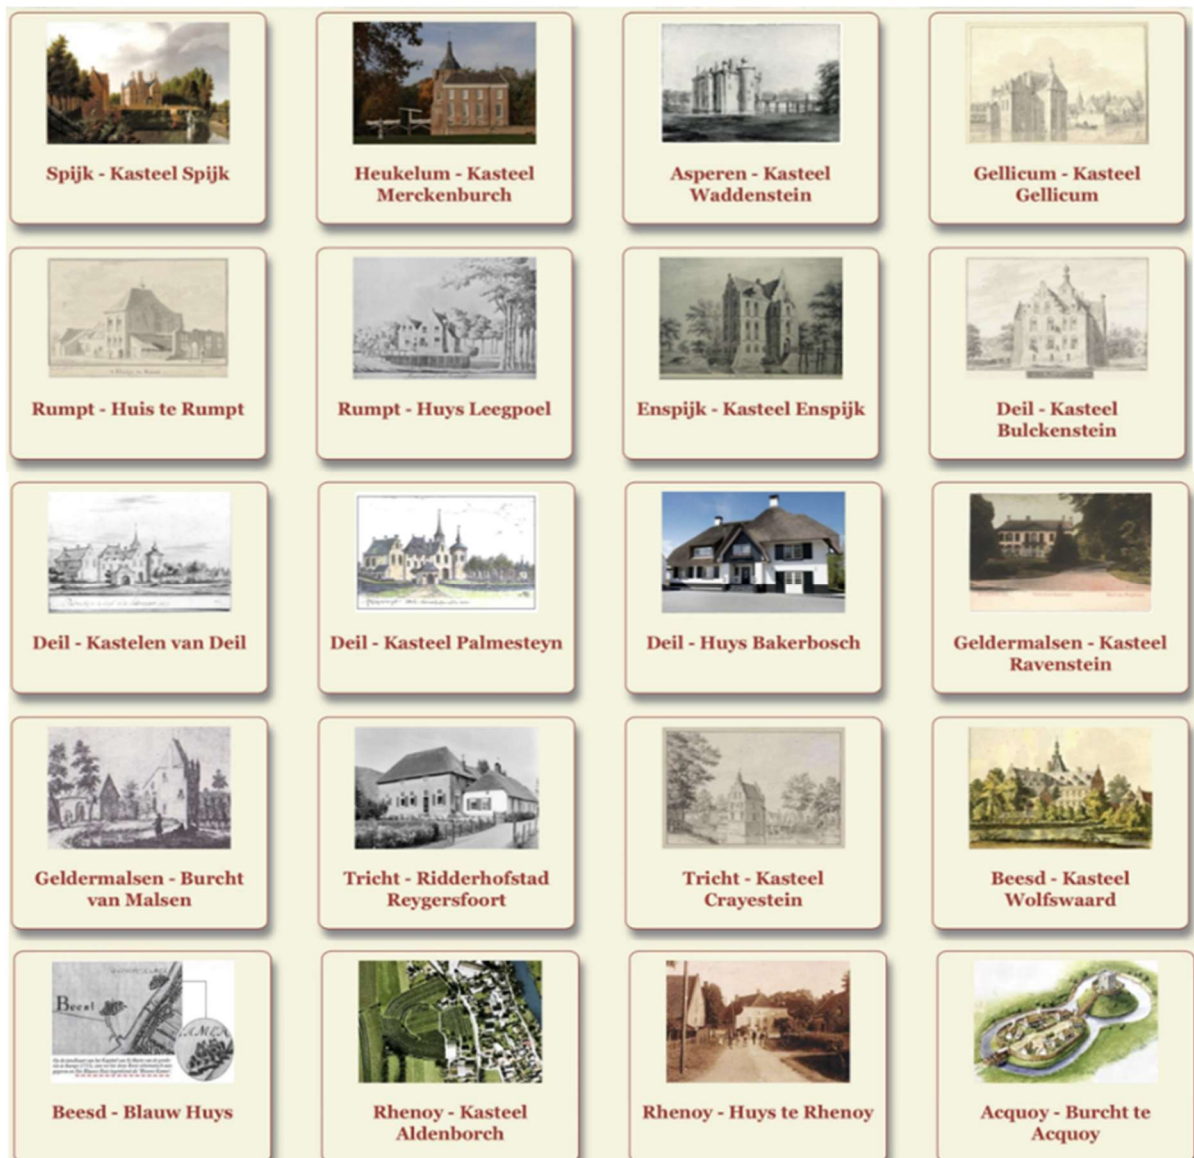 Spijk - Kasteel Spijk
Heukelum - Kasteel
Merckenburch
Asperen - Kasteel
Waddenstein
Gellicum - Kasteel
Gellicum
Rumpt - Huis te Rumpt
Rumpt - Huys Leegpoel
Enspijk - Kasteel Enspijk
Deil - Kasteel
Bulckenstein
Deil - Kastelen van Deil
Deil - Kasteel Palmesteyn
Deil - Huys Bakerbosch
Geldermalsen - Kasteel
Ravenstein
Geldermalsen - Burcht
van Malsen
Tricht - Ridderhofstad
Reygersfoort
Tricht - Kasteel
Crayestein
Beesd - Kasteel
Wolfswaard
Beest
Beesd - Blauw Huys
Rhenoy - Kasteel
Aldenborch
Rhenoy - Huys te Rhenoy
Acquoy - Burcht te
Acquoy